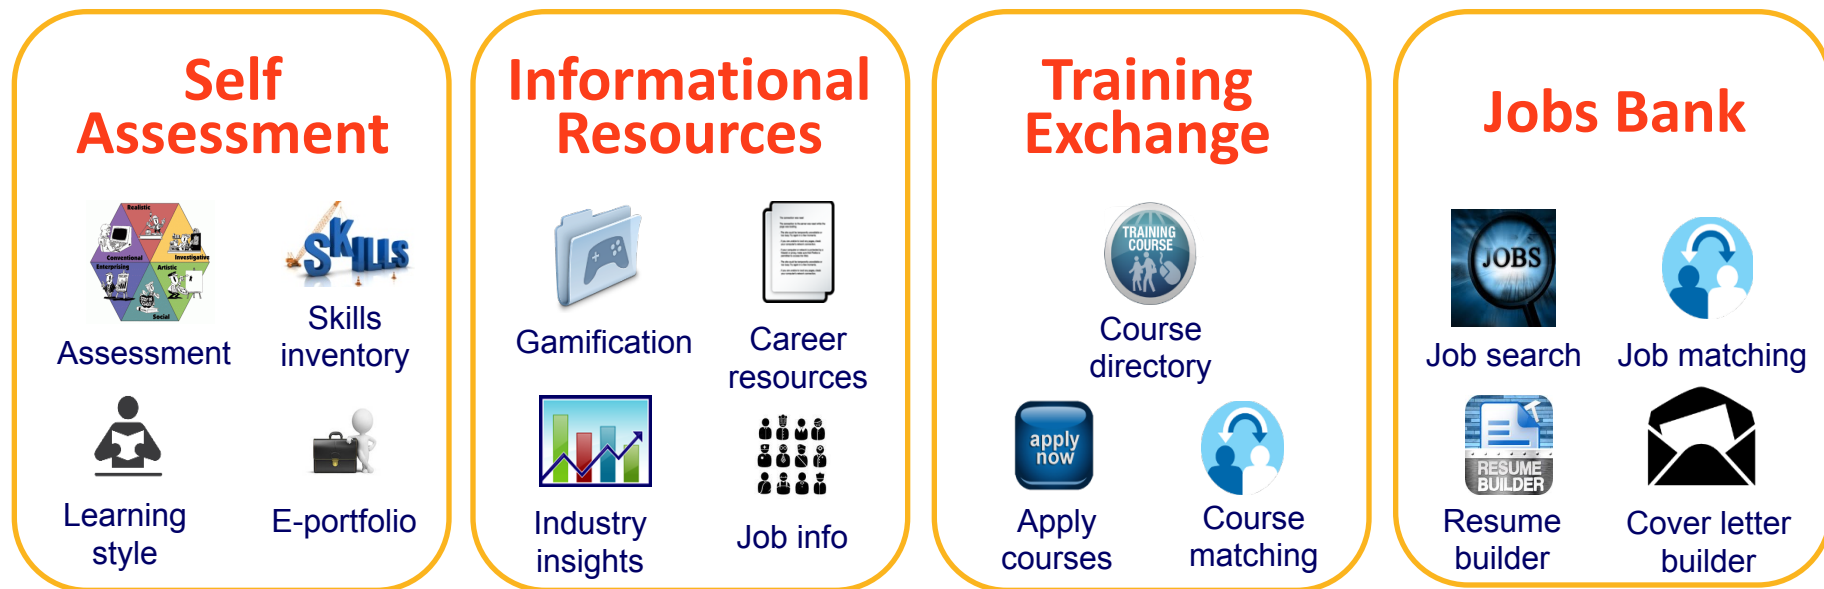 Self
Assessment
Realistic
Conventional
Investigative
Enterprising
Artistic
Social
Assessment
SKILLS
Skills
inventory
Learning
style
E-portfolio
Informational
Resources
Gamification
Career
resources
Industry
insights
Job info
Training
Exchange
TRAINING
COURSE
Course
directory
apply
now
Apply
courses
Course
matching
Jobs Bank
JOBS
Job search
Job matching
RESUME
BUILDER
Resume
builder
Cover letter
builder